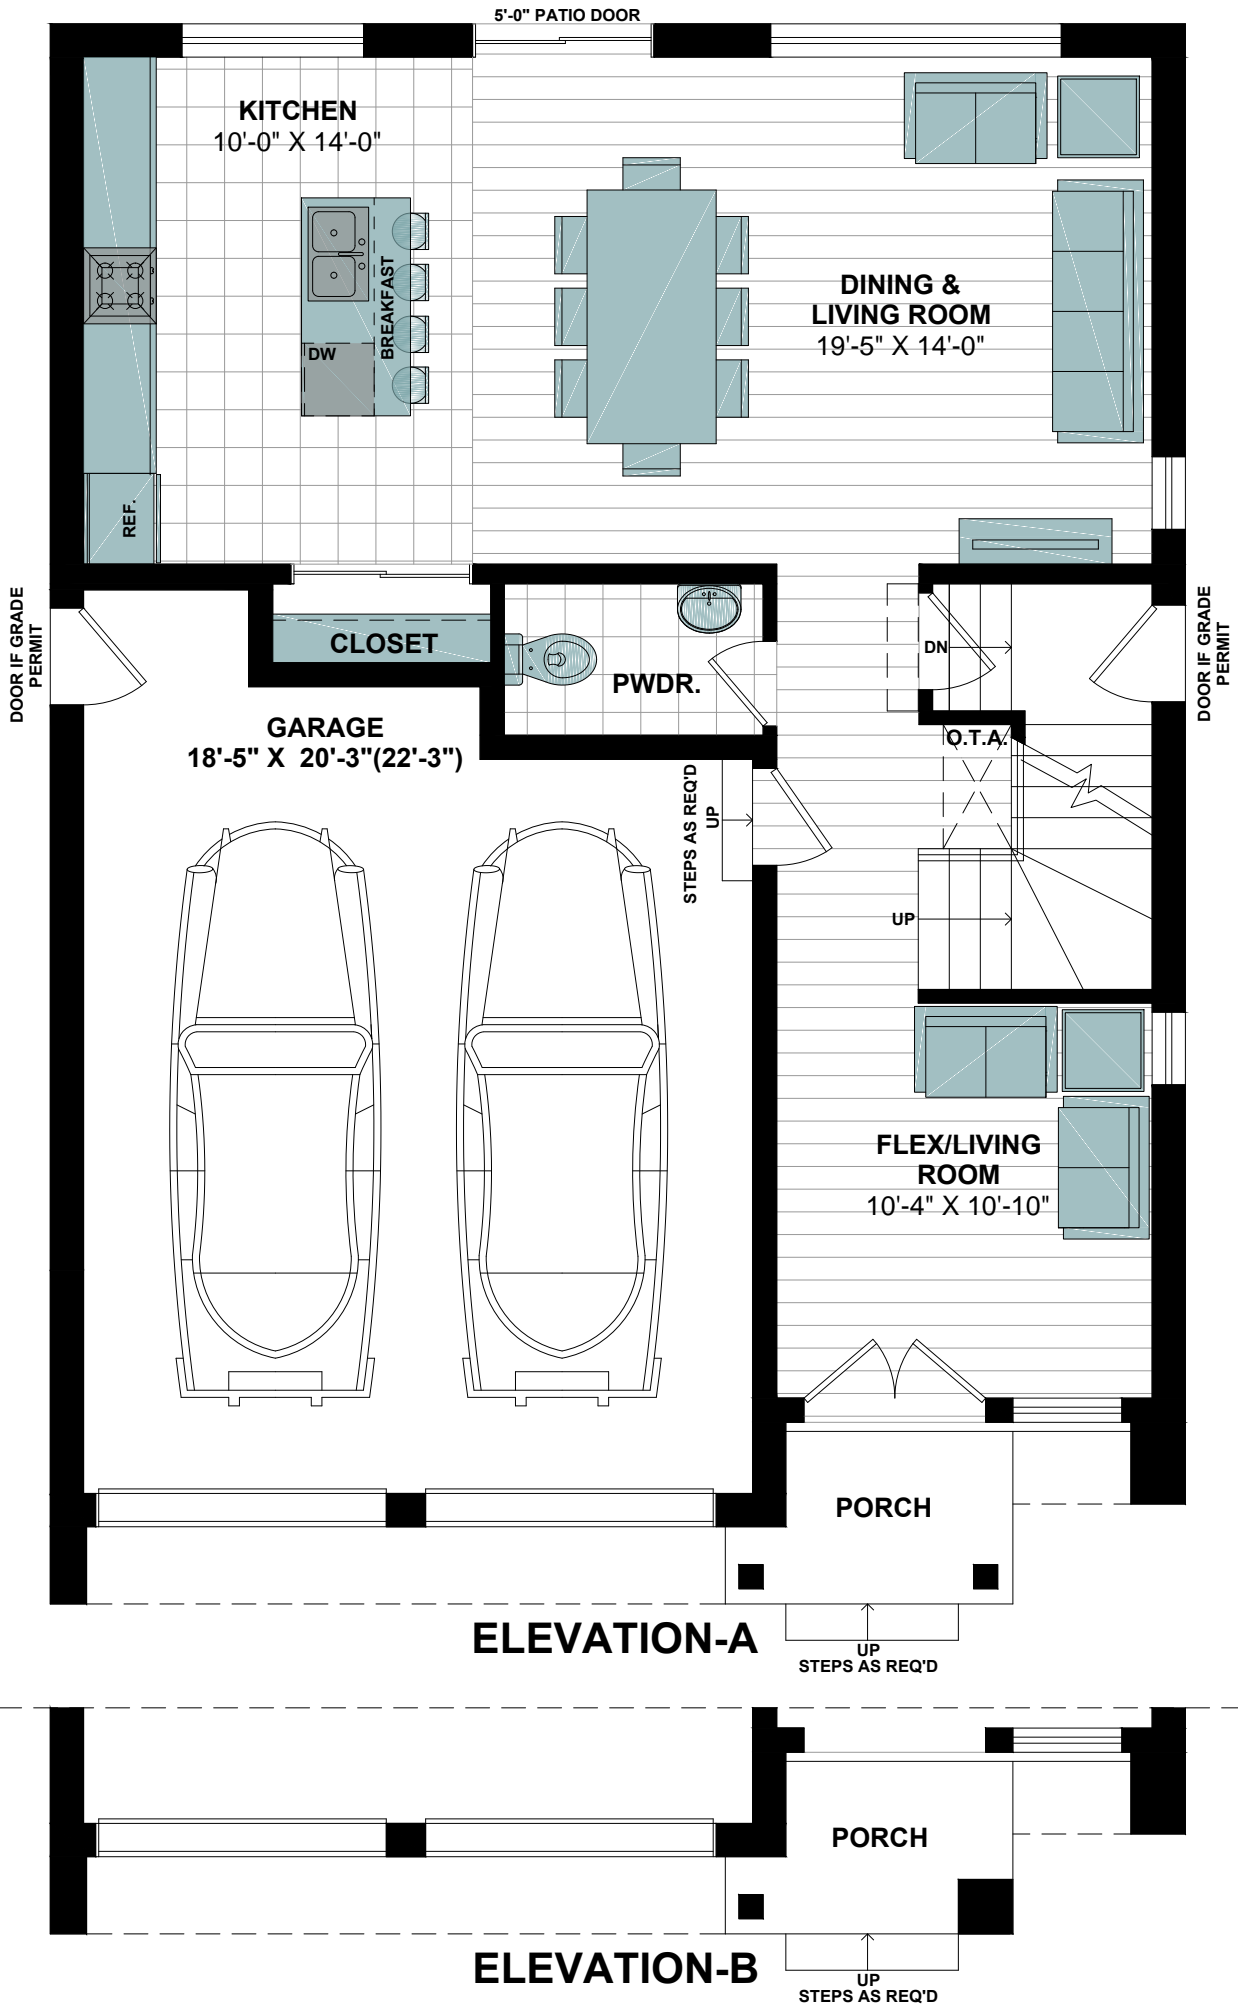 5'-0" PATIO DOOR
KITCHEN
10'-0" X 14'-0"
BREAKFAST
DW
REF.
DINING &
LIVING ROOM
19'-5" X 14'-0"
DOOR IF GRADE
PERMIT
CLOSET
PWDR.
DN
DOOR IF GRADE
PERMIT
GARAGE
18'-5" X 20'-3"(22'-3")
O.T.A.
STEPS AS REQ'D
UP
UP
FLEX/LIVING
ROOM
10'-4" X 10'-10"
PORCH
ELEVATION-A
UP
STEPS AS REQ'D
PORCH
ELEVATION-B
UP
STEPS AS REQ'D